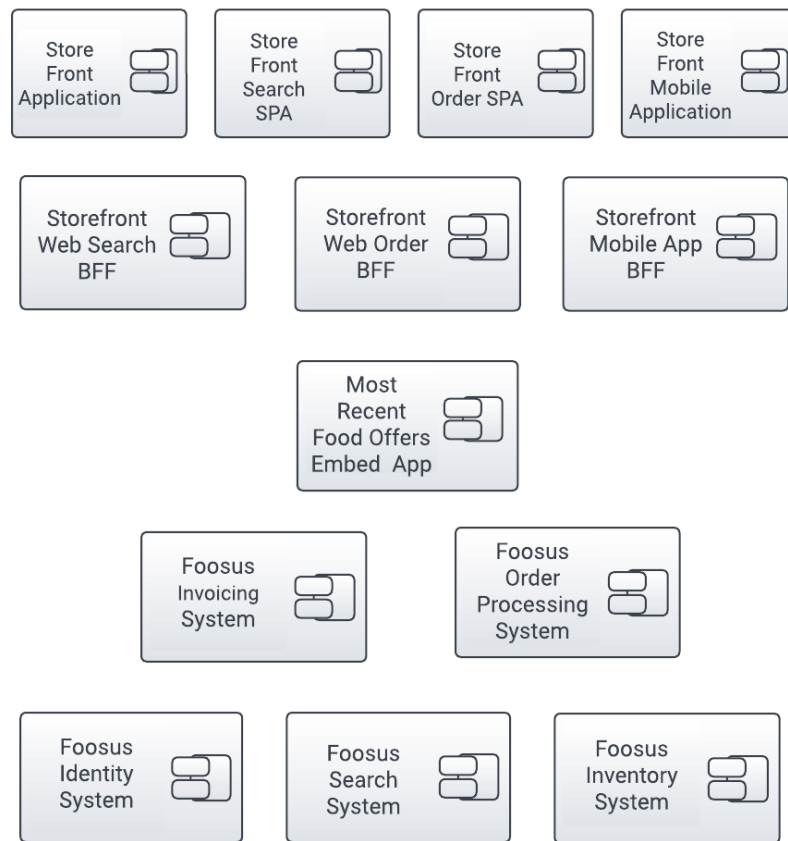 Store
Front
Application
Store
Front
Search
SPA
Store
Front
Order SPA
Store
Front
Mobile
Application
Storefront
Web Search
BFF
Storefront
Web Order
BFF
Storefront
Mobile App
BFF
Most
Recent
Food Offers
Embed App
Foosus
Invoicing
System
Foosus
Order
Processing
System
Foosus
Identity
System
Foosus
Search
System
Foosus
Inventory
System